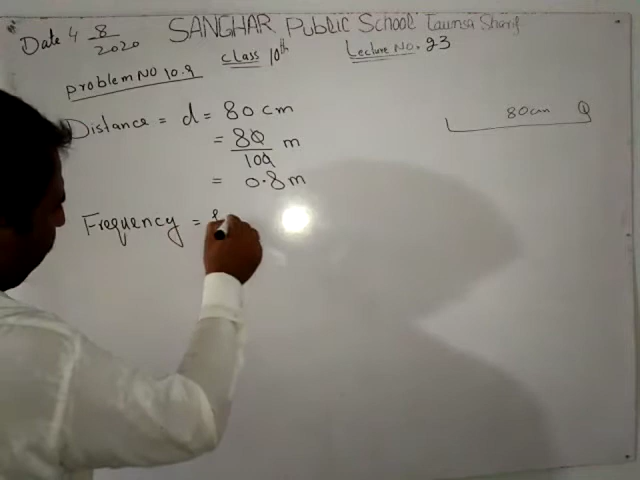 Date 4 8/2020 SANGHAR Public School Taunsa Sharif
Class 10th Lecture No. 23
Problem No 10.9
Distance = d = 80 cm
= 80/100 m
= 0.8 m
Frequency = f
80cm